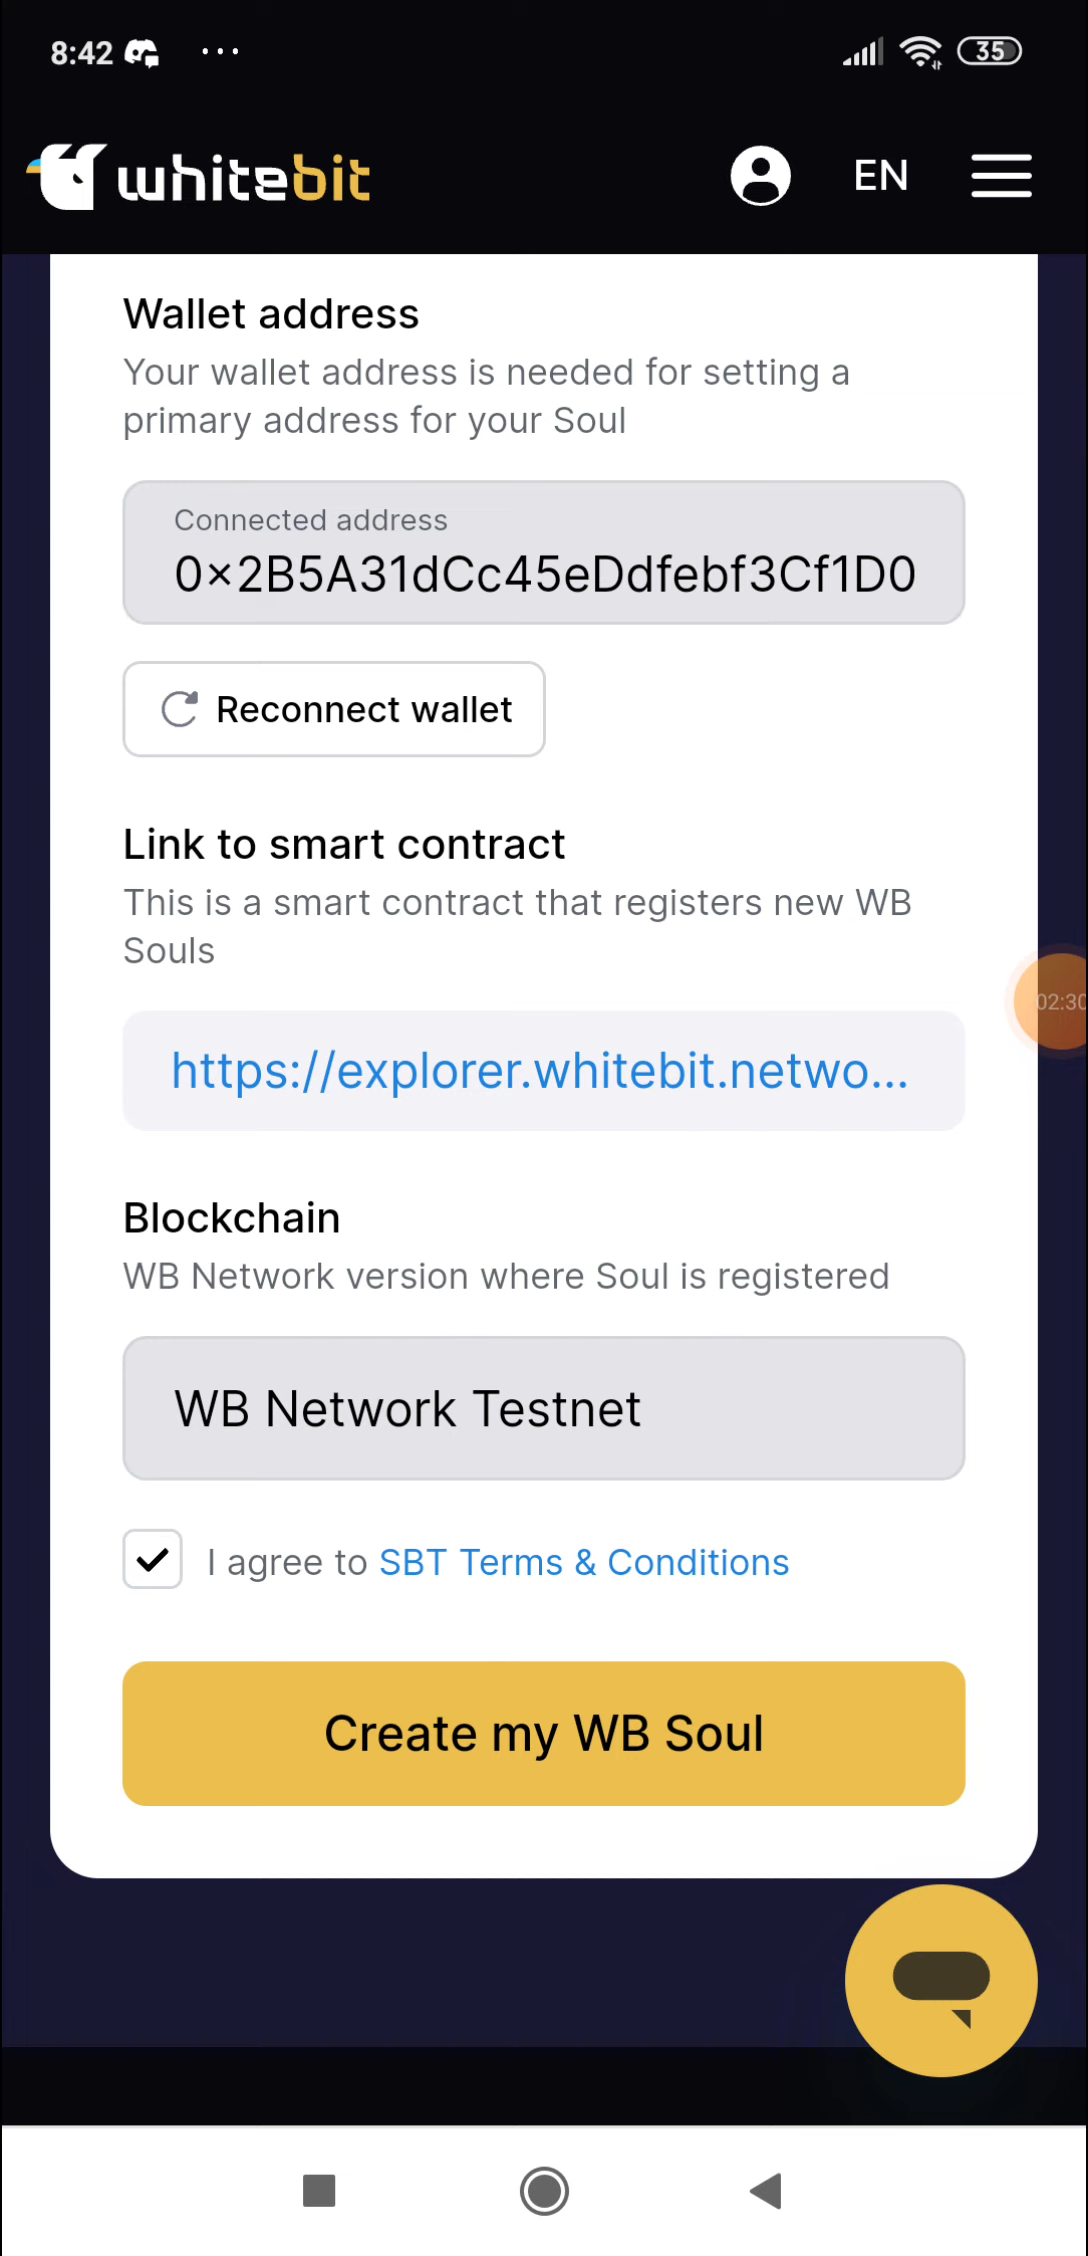 8:42 ... 35
whitebit EN
Wallet address
Your wallet address is needed for setting a
primary address for your Soul
Connected address
0×2B5A31dCc45eDdfebf3Cf1D0
Reconnect wallet
Link to smart contract
This is a smart contract that registers new WB
Souls
02:30
https://explorer.whitebit.netwo...
Blockchain
WB Network version where Soul is registered
WB Network Testnet
I agree to SBT Terms & Conditions
Create my WB Soul